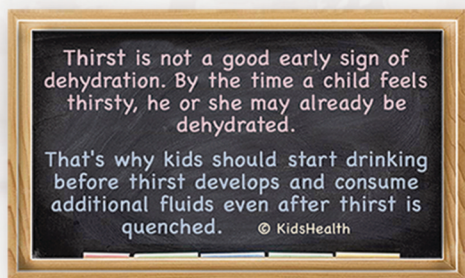 Thirst is not a good early sign of
dehydration. By the time a child feels
thirsty, he or she may already be
dehydrated.
That's why kids should start drinking
before thirst develops and consume
additional fluids even after thirst is
quenched. © KidsHealth